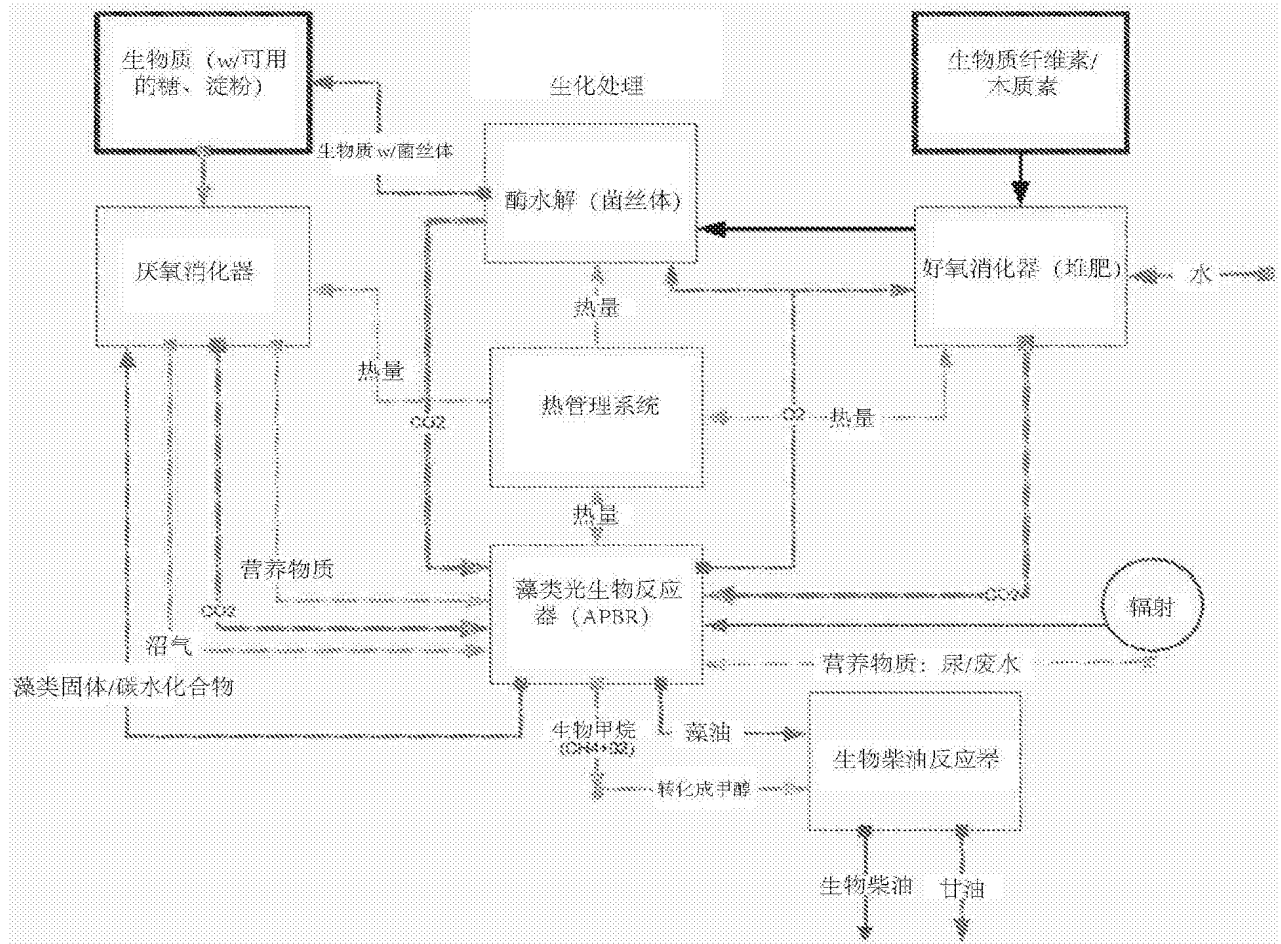 生物质（w/可用
的糖、淀粉）
生化处理
生物质纤维素/
木质素
生物质w/菌丝体
酶水解（菌丝体）
厌氧消化器
好氧消化器（堆肥）
水
热量
热量
热管理系统
CO2
O2
热量
热量
营养物质
藻类光生物反应
器（APBR）
CO2
CO2
辐射
沼气
营养物质：尿/废水
藻类固体/碳水化合物
生物甲烷
(CH4+O2)
藻油
生物柴油反应器
转化成甲醇
生物柴油
甘油